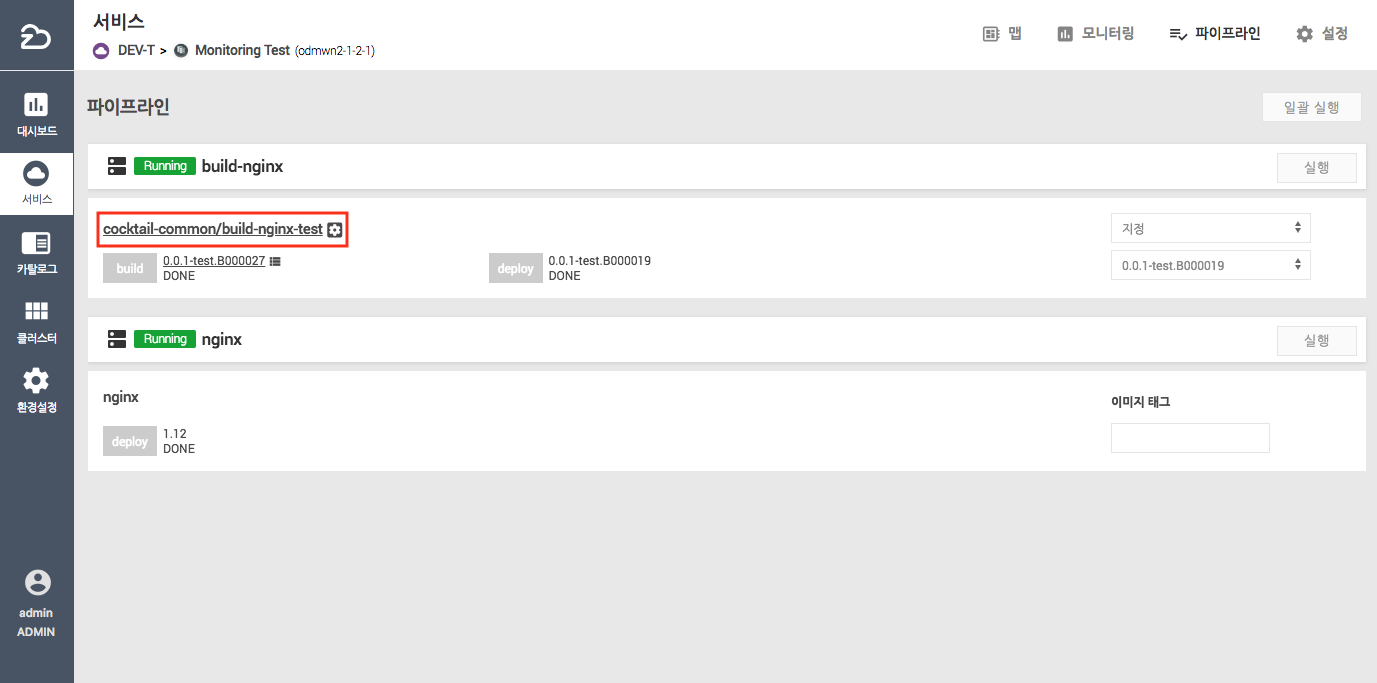 서비스
DEV-T > Monitoring Test (odmwn2-1-2-1)
맵
모니터링
파이프라인
설정
대시보드
서비스
카탈로그
클러스터
환경설정
admin
ADMIN
파이프라인
일괄 실행
Running build-nginx
실행
cocktail-common/build-nginx-test
지정
build
0.0.1-test.B000027
DONE
deploy
0.0.1-test.B000019
DONE
0.0.1-test.B000019
Running nginx
실행
nginx
이미지 태그
deploy
1.12
DONE